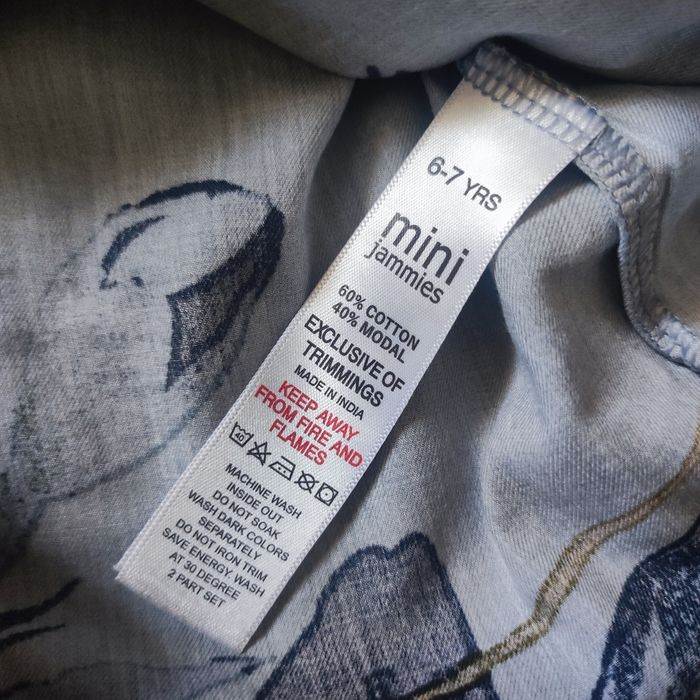 6-7 YRS
mini
jammies
60% COTTON
40% MODAL
EXCLUSIVE OF
TRIMMINGS
MADE IN INDIA
KEEP AWAY
FROM FIRE AND
FLAMES
40
MACHINE WASH
INSIDE OUT
DO NOT SOAK
WASH DARK COLORS
SEPARATELY
DO NOT IRON TRIM
SAVE ENERGY. WASH
AT 30 DEGREE
2 PART SET